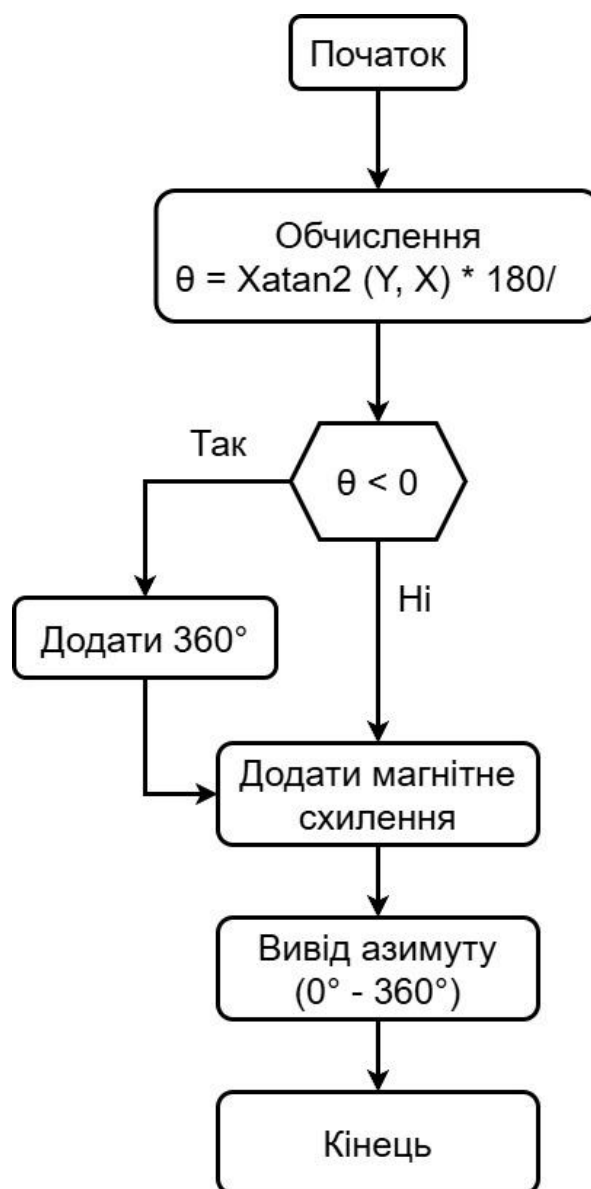 Початок
Обчислення
θ = Xatan2 (Y, X) * 180/
θ < 0
Так
Ні
Додати 360°
Додати магнітне
схилення
Вивід азимуту
(0° - 360°)
Кінець